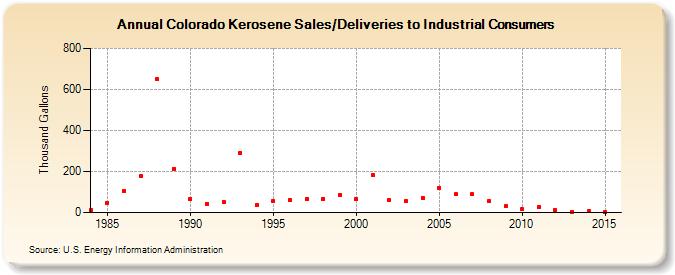 Annual Colorado Kerosene Sales/Deliveries to Industrial Consumers
Thousand Gallons
800
600
400
200
0
1985 1990 1995 2000 2005 2010 2015
Source: U.S. Energy Information Administration